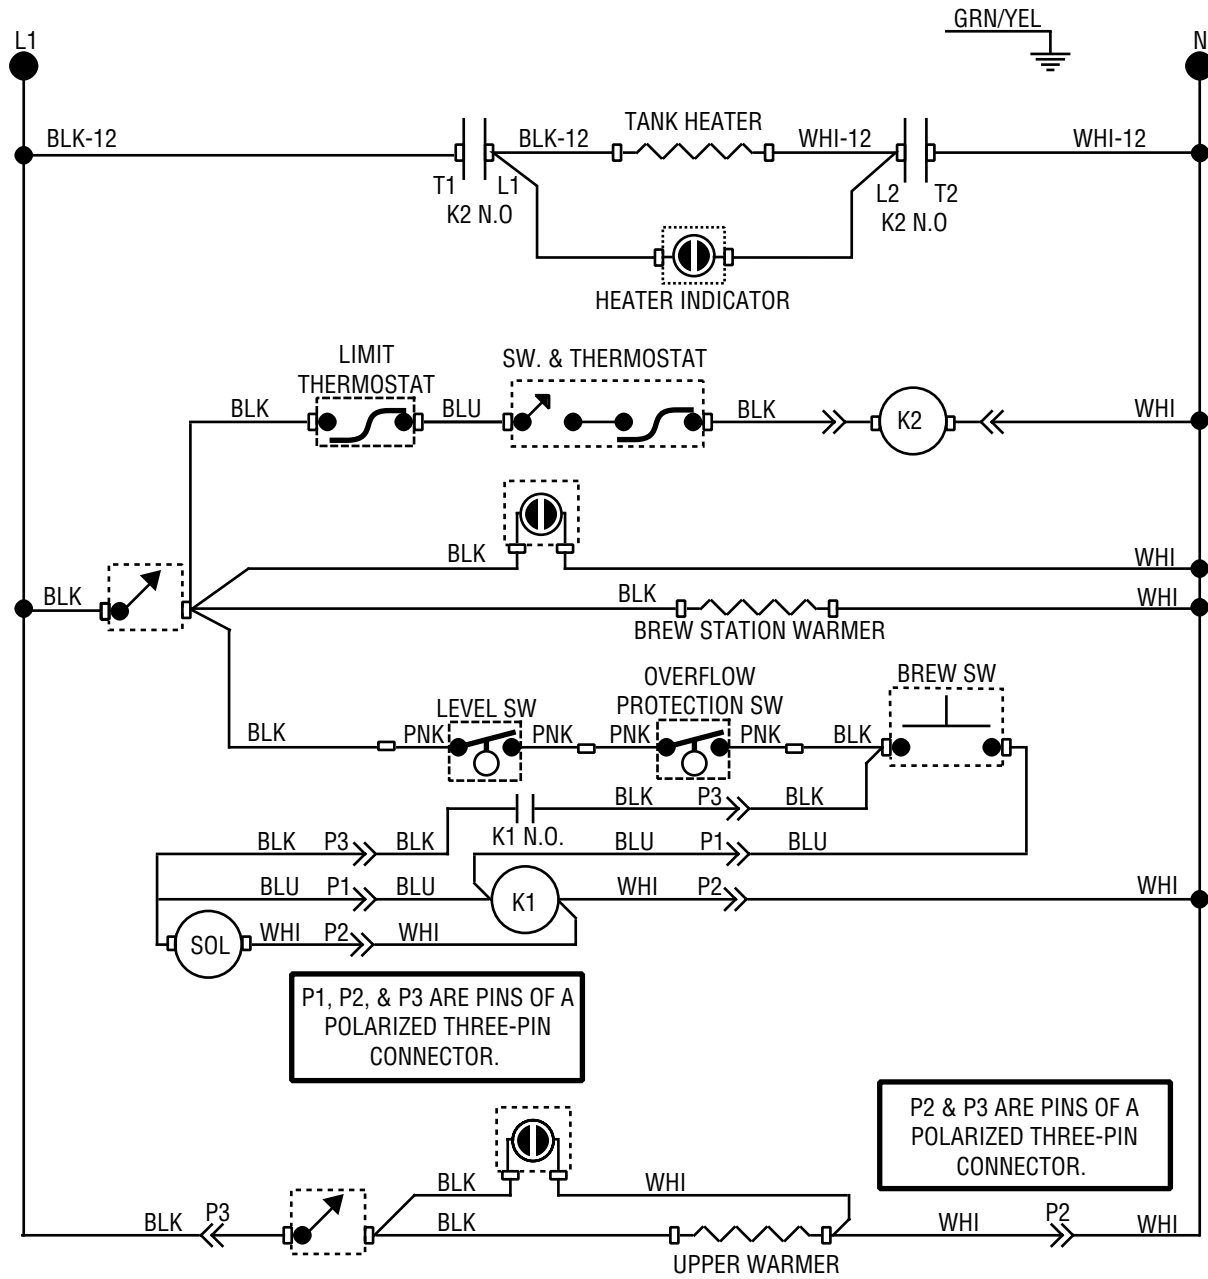 GRN/YEL
L1
N
BLK-12
BLK-12
TANK HEATER
WHI-12
WHI-12
T1
L1
K2 N.O
L2
T2
K2 N.O
HEATER INDICATOR
LIMIT
THERMOSTAT
SW. & THERMOSTAT
BLK
BLU
BLK
K2
WHI
BLK
WHI
BLK
BLK
WHI
BREW STATION WARMER
OVERFLOW
PROTECTION SW
BREW SW
LEVEL SW
BLK
PNK
PNK
PNK
PNK
BLK
BLK
P3
BLK
K1 N.O.
BLK
P3
BLK
BLU
P1
BLU
BLU
P1
BLU
K1
WHI
P2
WHI
SOL
WHI
P2
WHI
P1, P2, & P3 ARE PINS OF A
POLARIZED THREE-PIN
CONNECTOR.
P2 & P3 ARE PINS OF A
POLARIZED THREE-PIN
CONNECTOR.
BLK
WHI
BLK
P3
BLK
WHI
P2
WHI
UPPER WARMER